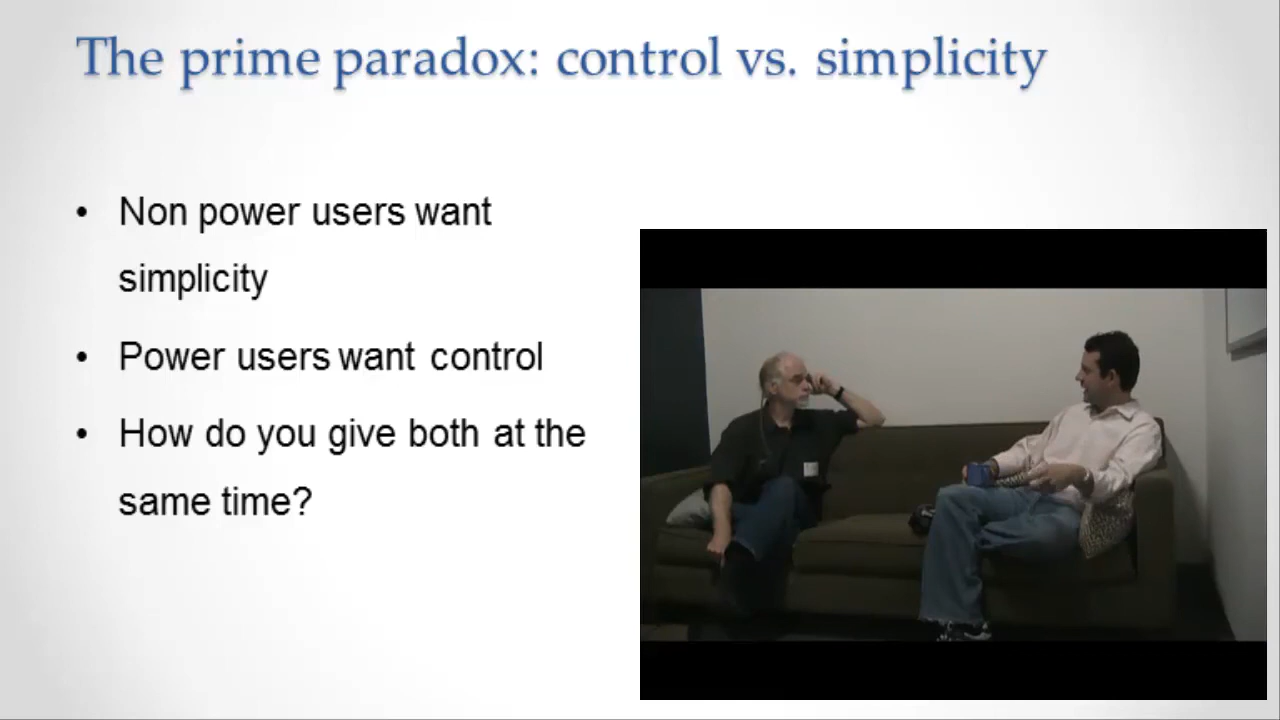 The prime paradox: control vs. simplicity
• Non power users want
simplicity
• Power users want control
• How do you give both at the
same time?